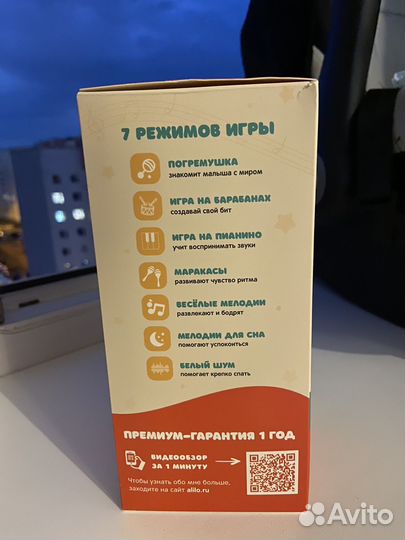 7 РЕЖИМОВ ИГРЫ
ПОГРЕМУШКА
знакомит малыша с миром
ИГРА НА БАРАБАНАХ
создавай свой бит
ИГРА НА ПИАНИНО
учит воспринимать звуки
МАРАКАСЫ
развивают чувство ритма
ВЕСЁЛЫЕ МЕЛОДИИ
развлекают и бодрят
МЕЛОДИИ ДЛЯ СНА
помогают успокоиться
БЕЛЫЙ ШУМ
помогает крепко спать
ПРЕМИУМ-ГАРАНТИЯ 1 ГОД
ВИДЕООБЗОР
ЗА 1 МИНУТУ
Чтобы узнать обо мне больше,
заходите на сайт alilo.ru
Avito